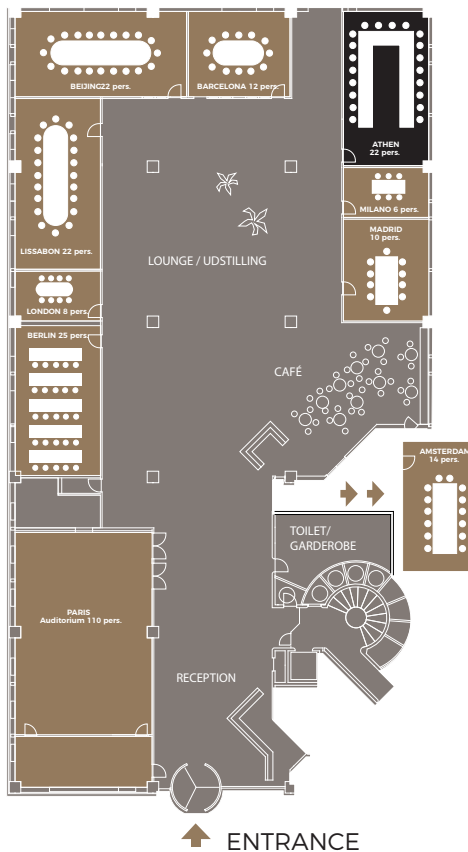 BEIJING22 pers.
BARCELONA 12 pers.
ATHEN
22 pers.
MILANO 6 pers.
MADRID
10 pers.
LISSABON 22 pers.
LOUNGE / UDSTILLING
LONDON 8 pers.
BERLIN 25 pers.
CAFÉ
AMSTERDAM
14 pers.
TOILET/
GARDEROBE
PARIS
Auditorium 110 pers.
RECEPTION
ENTRANCE